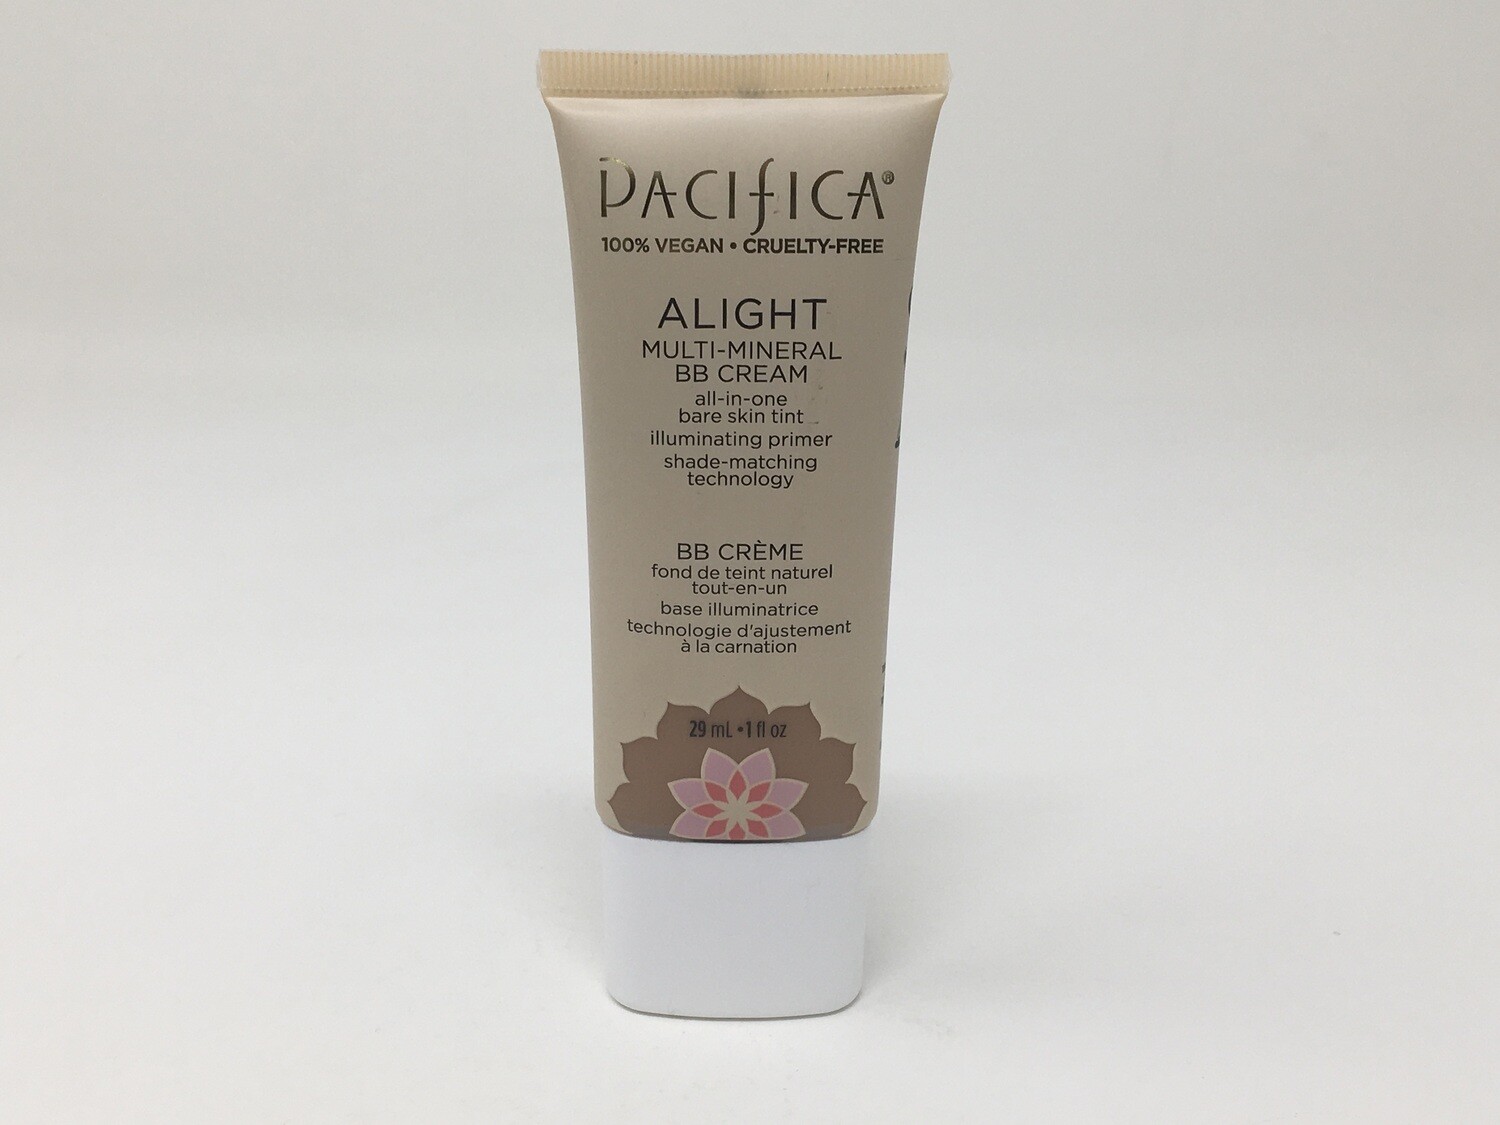 PACIFICA®
100% VEGAN • CRUELTY-FREE
ALIGHT
MULTI-MINERAL
BB CREAM
all-in-one
bare skin tint
illuminating primer
shade-matching
technology
BB CRÈME
fond de teint naturel
tout-en-un
base illuminatrice
technologie d'ajustement
à la carnation
29 mL • 1 fl oz